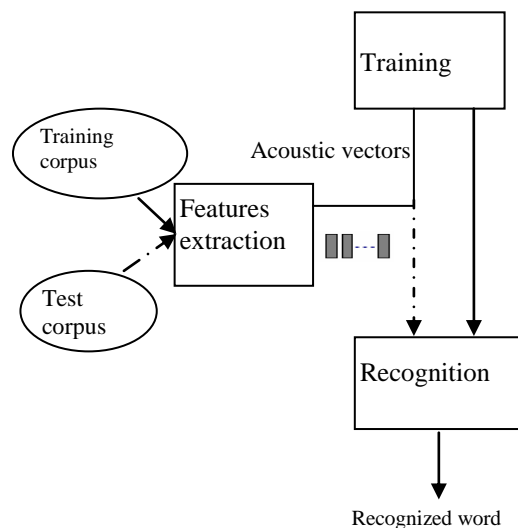 Training
Training
corpus
Acoustic vectors
Features
extraction
Test
corpus
Recognition
Recognized word